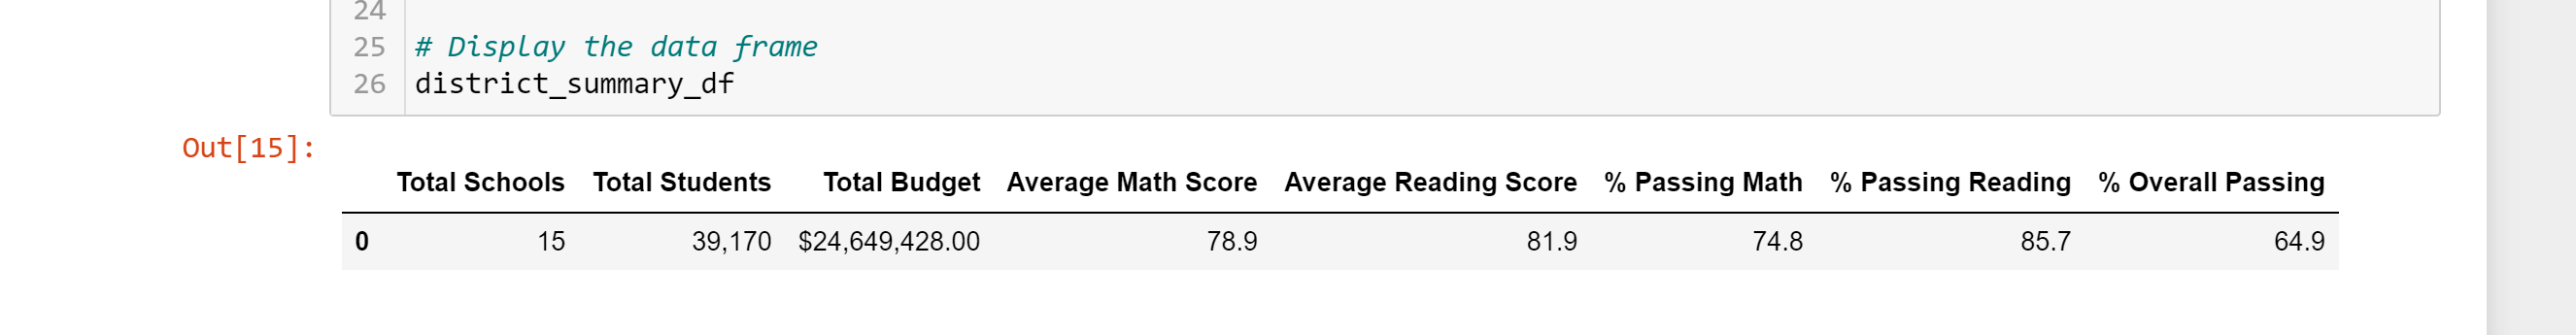 24
25 # Display the data frame
26 district_summary_df
Out[15]:
Total Schools Total Students Total Budget Average Math Score Average Reading Score % Passing Math % Passing Reading % Overall Passing
0 15 39,170 $24,649,428.00 78.9 81.9 74.8 85.7 64.9